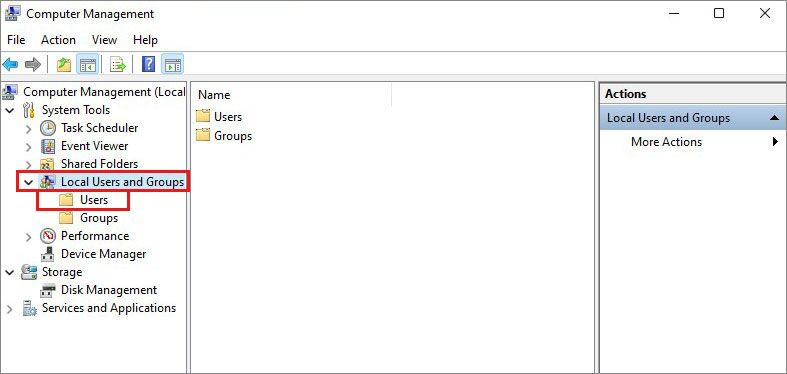 Computer Management
File Action View Help
Computer Management (Local
System Tools
Task Scheduler
Event Viewer
Shared Folders
Local Users and Groups
Users
Groups
Performance
Device Manager
Storage
Disk Management
Services and Applications
Name
Users
Groups
Actions
Local Users and Groups
More Actions